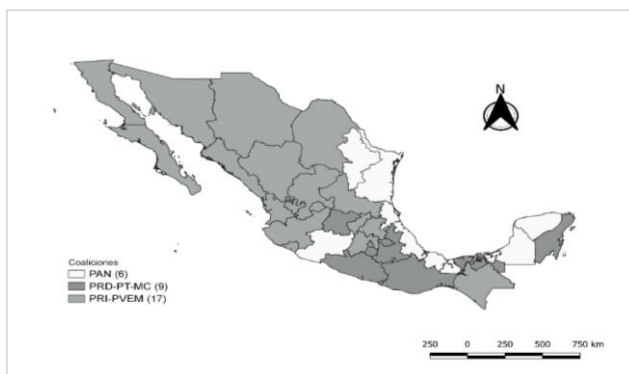 N
Coaliciones
PAN (6)
PRD-PT-MC (9)
PRI-PVEM (17)
250 0 250 500 750 km